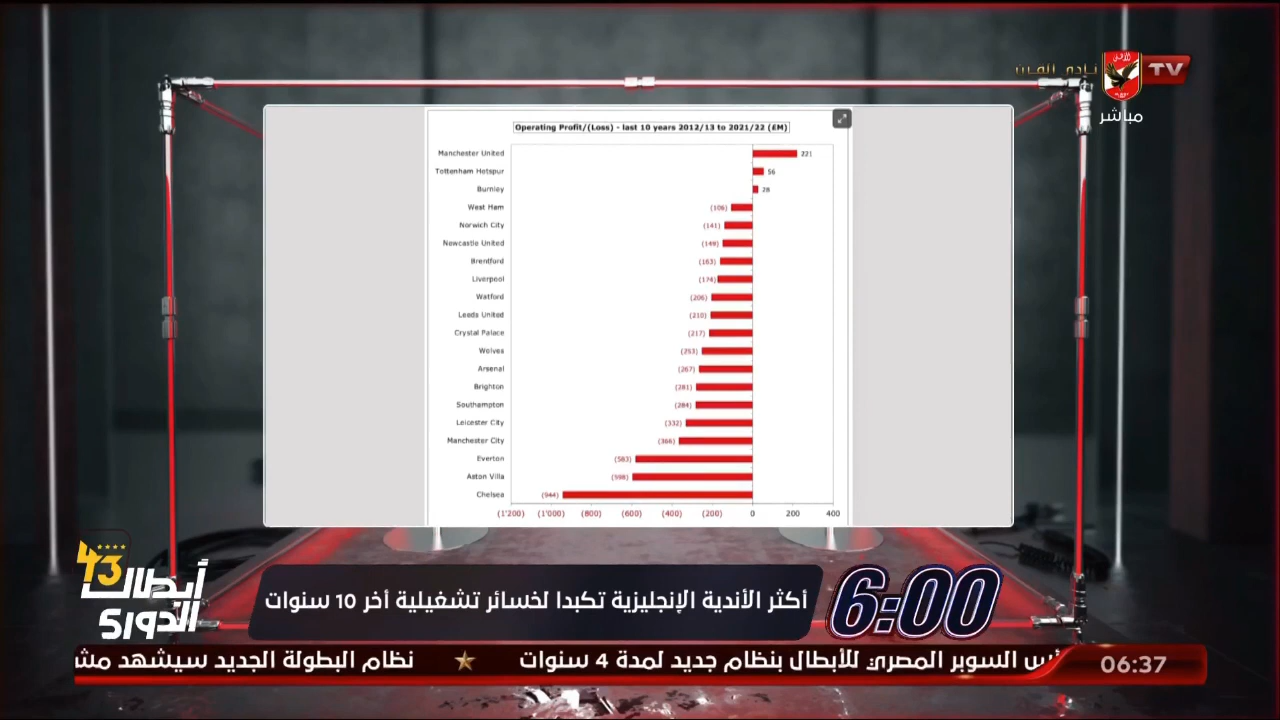 نادي القرن
TV
مباشر
Operating Profit/(Loss) - last 10 years 2012/13 to 2021/22 (£M)
Manchester United 221
Tottenham Hotspur 56
Burnley 28
West Ham (106)
Norwich City (141)
Newcastle United (149)
Brentford (163)
Liverpool (174)
Watford (206)
Leeds United (210)
Crystal Palace (217)
Wolves (253)
Arsenal (267)
Brighton (281)
Southampton (284)
Leicester City (332)
Manchester City (366)
Everton (583)
Aston Villa (598)
Chelsea (944)
(1'200) (1'000) (800) (600) (400) (200) 0 200 400
43
أبطال
الدوري
6:00
أكثر الأندية الإنجليزية تكبدا لخسائر تشغيلية أخر 10 سنوات
السوبر المصري للأبطال بنظام جديد لمدة 4 سنوات ★ نظام البطولة الجديد سيشهد
06:37